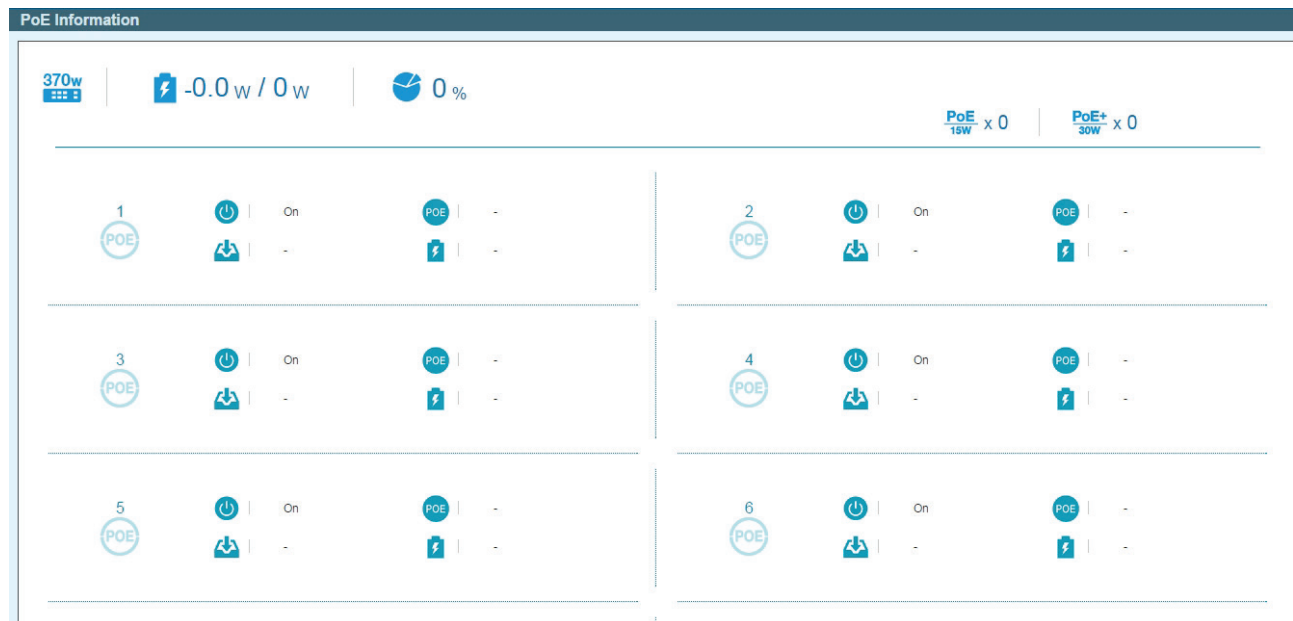 PoE Information
370w
-0.0 W / 0 W
0 %
PoE 15W x 0
PoE+ 30W x 0
1 On POE -
POE - -
2 On POE -
POE - -
3 On POE -
POE - -
4 On POE -
POE - -
5 On POE -
POE - -
6 On POE -
POE - -